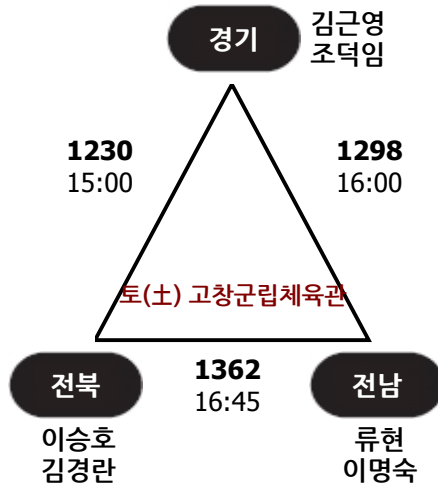 경기
김근영
조덕임
1230
15:00
1298
16:00
토(土) 고창군립체육관
전북
1362
16:45
전남
이승호
김경란
류현
이명숙